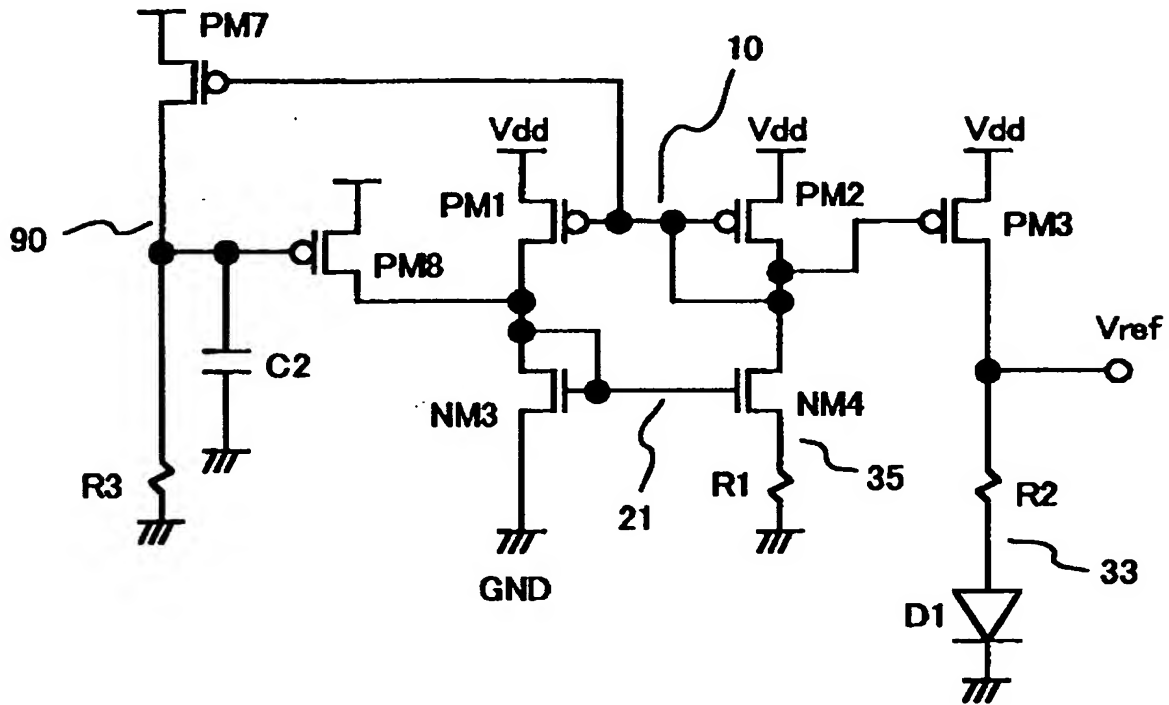 PM7
10
Vdd
Vdd
Vdd
PM1
PM2
PM3
90
PM8
Vref
C2
NM3
NM4
R3
21
R1
35
R2
GND
33
D1